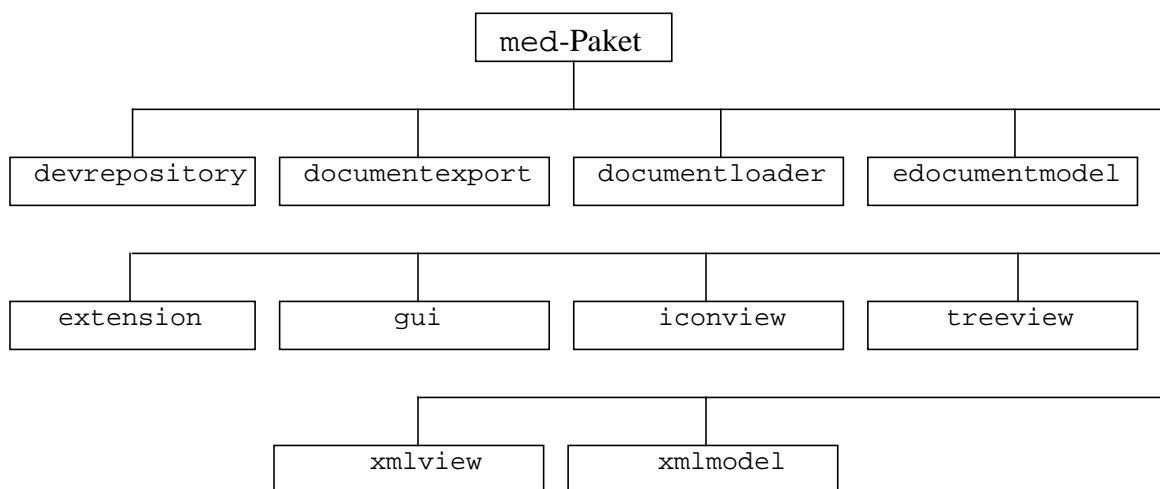 med-Paket
devrepository documentexport documentloader edocumentmodel
extension gui iconview treeview
xmlview xmlmodel